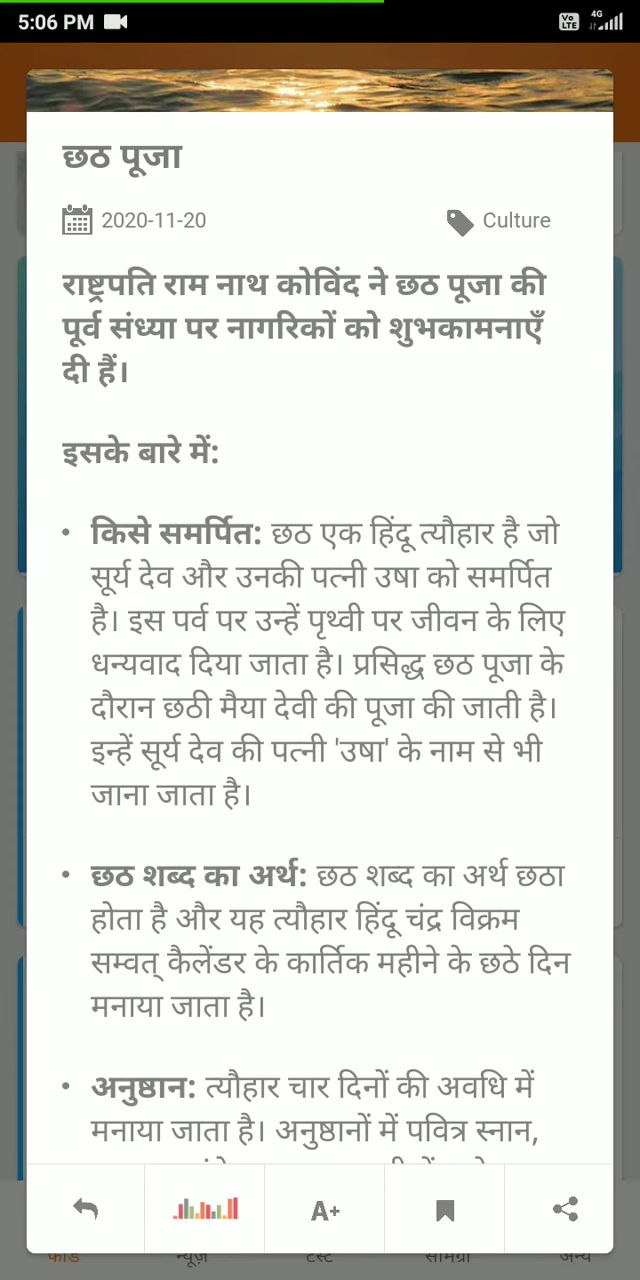 5:06 PM
Vo LTE
4G
छठ पूजा
2020-11-20
Culture
राष्ट्रपति राम नाथ कोविंद ने छठ पूजा की
पूर्व संध्या पर नागरिकों को शुभकामनाएँ
दी हैं।
इसके बारे में:
• किसे समर्पित: छठ एक हिंदू त्यौहार है जो
सूर्य देव और उनकी पत्नी उषा को समर्पित
है। इस पर्व पर उन्हें पृथ्वी पर जीवन के लिए
धन्यवाद दिया जाता है। प्रसिद्ध छठ पूजा के
दौरान छठी मैया देवी की पूजा की जाती है।
इन्हें सूर्य देव की पत्नी 'उषा' के नाम से भी
जाना जाता है।
• छठ शब्द का अर्थ: छठ शब्द का अर्थ छठा
होता है और यह त्यौहार हिंदू चंद्र विक्रम
सम्वत् कैलेंडर के कार्तिक महीने के छठे दिन
मनाया जाता है।
• अनुष्ठान: त्यौहार चार दिनों की अवधि में
मनाया जाता है। अनुष्ठानों में पवित्र स्नान,
A+